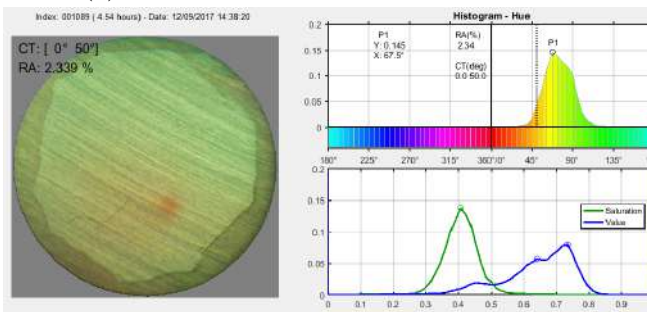 Index: 001089 ( 4.54 hours) - Date: 12/09/2017 14:38:20
CT: [ 0° 50°]
RA: 2.339 %
Histogram - Hue
P1
Y: 0.145
X: 67.5°
RA(%)
2.34
CT(deg)
0.0 50.0
P1
0.2
0.15
0.1
0.05
0
180° 225° 270° 315° 360°/0° 45° 90° 135°
0.2
0.15
0.1
0.05
0
Saturation
Value
0 0.1 0.2 0.3 0.4 0.5 0.6 0.7 0.8 0.9